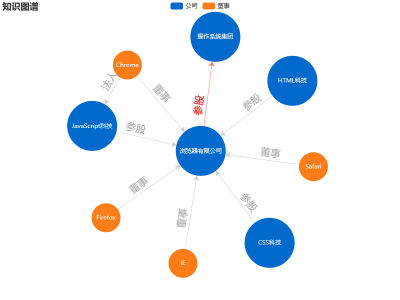 知识图谱
公司
董事
操作系统集团
Chrome
HTML科技
法人
董事
参股
参股
JavaScript科技
参股
浏览器有限公司
董事
Safari
董事
参股
Firefox
董事
CSS科技
IE